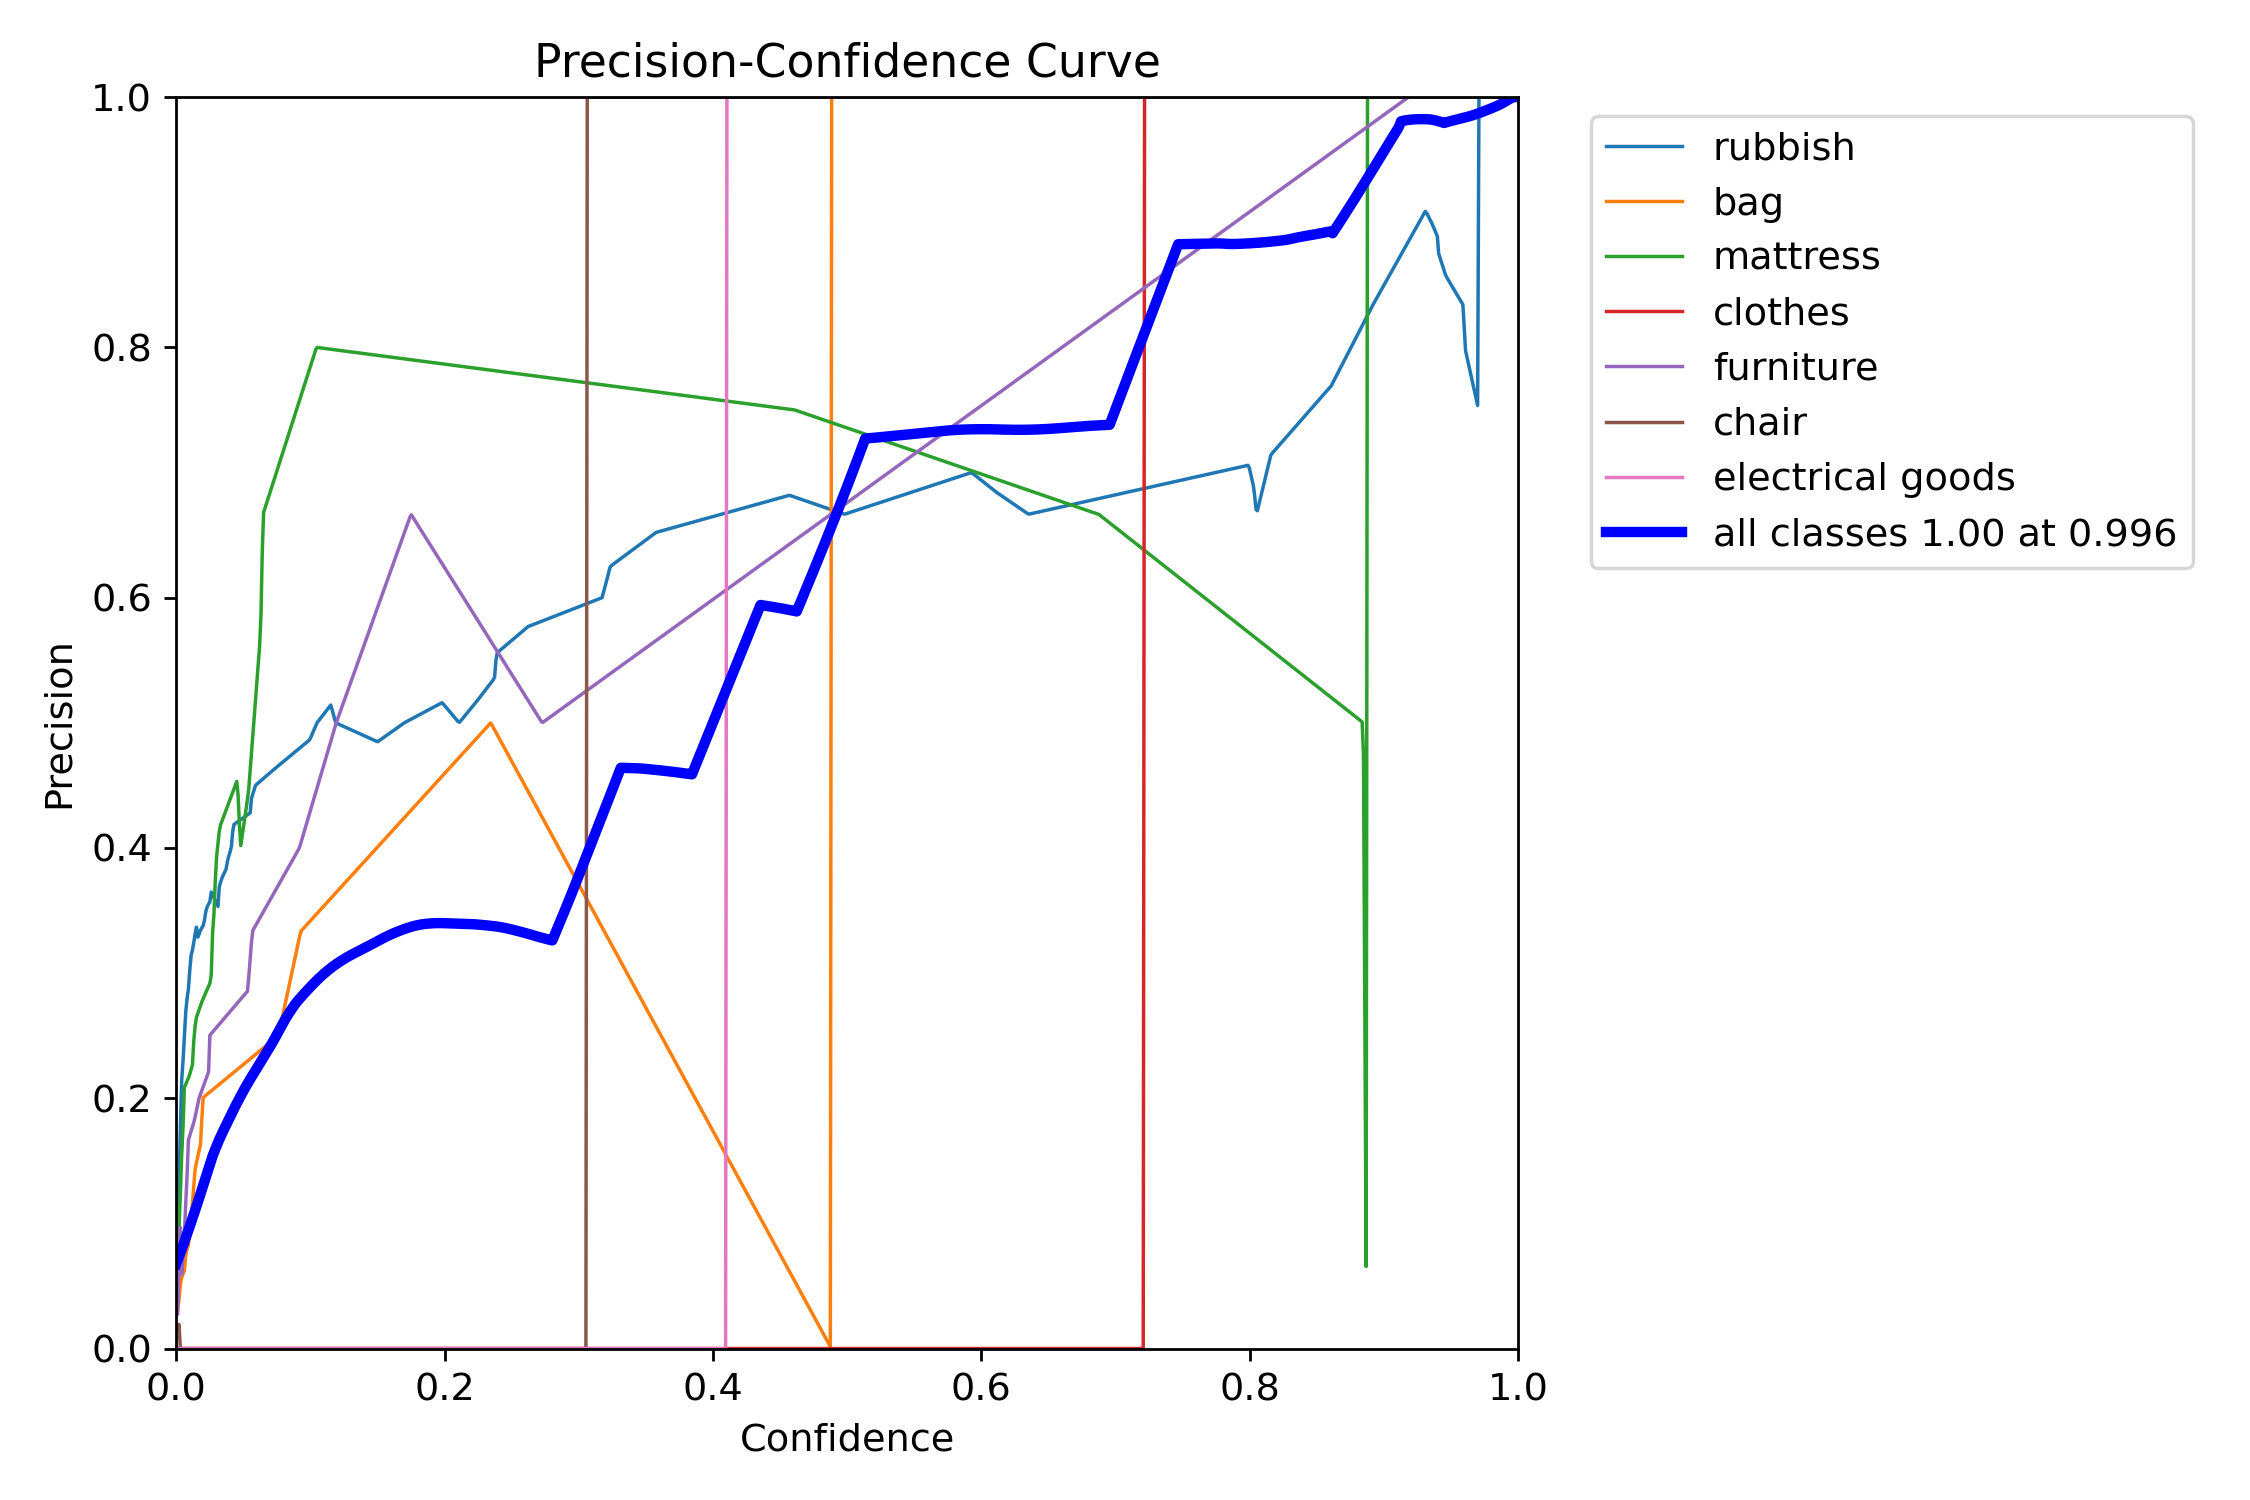 Precision-Confidence Curve
1.0
0.8
0.6
0.4
0.2
0.0
Precision
0.0 0.2 0.4 0.6 0.8 1.0
Confidence
rubbish
bag
mattress
clothes
furniture
chair
electrical goods
all classes 1.00 at 0.996